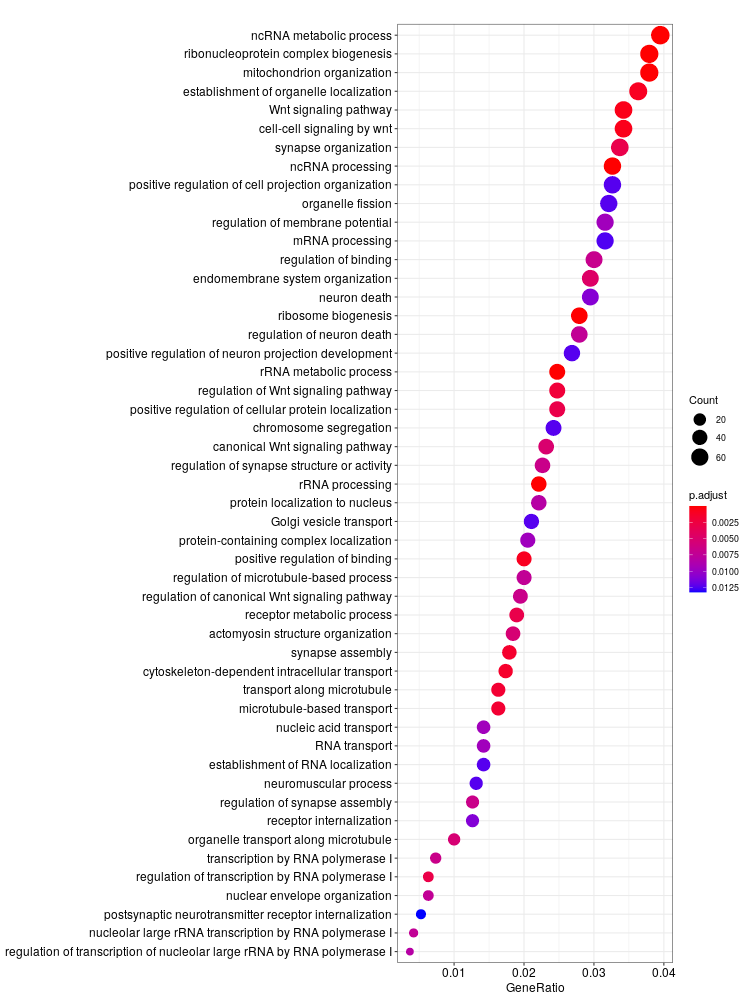 ncRNA metabolic process
ribonucleoprotein complex biogenesis
mitochondrion organization
establishment of organelle localization
Wnt signaling pathway
cell-cell signaling by wnt
synapse organization
ncRNA processing
positive regulation of cell projection organization
organelle fission
regulation of membrane potential
mRNA processing
regulation of binding
endomembrane system organization
neuron death
ribosome biogenesis
regulation of neuron death
positive regulation of neuron projection development
rRNA metabolic process
regulation of Wnt signaling pathway
positive regulation of cellular protein localization
chromosome segregation
canonical Wnt signaling pathway
regulation of synapse structure or activity
rRNA processing
protein localization to nucleus
Golgi vesicle transport
protein-containing complex localization
positive regulation of binding
regulation of microtubule-based process
regulation of canonical Wnt signaling pathway
receptor metabolic process
actomyosin structure organization
synapse assembly
cytoskeleton-dependent intracellular transport
transport along microtubule
microtubule-based transport
nucleic acid transport
RNA transport
establishment of RNA localization
neuromuscular process
regulation of synapse assembly
receptor internalization
organelle transport along microtubule
transcription by RNA polymerase I
regulation of transcription by RNA polymerase I
nuclear envelope organization
postsynaptic neurotransmitter receptor internalization
nucleolar large rRNA transcription by RNA polymerase I
regulation of transcription of nucleolar large rRNA by RNA polymerase I
0.01 0.02 0.03 0.04
GeneRatio
Count
20
40
60
p.adjust
0.0025
0.0050
0.0075
0.0100
0.0125